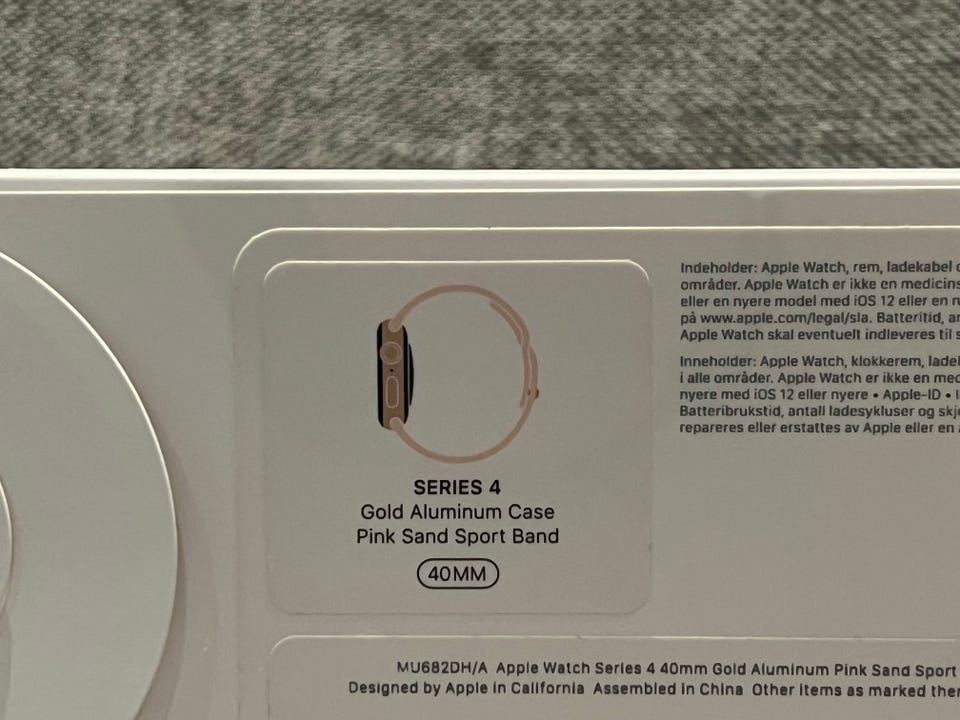 SERIES 4
Gold Aluminum Case
Pink Sand Sport Band
40MM
Indeholder: Apple Watch, rem, ladekabel
områder. Apple Watch er ikke en medicins
eller en nyere model med iOS 12 eller en n
på www.apple.com/legal/sla. Batteritid, an
Apple Watch skal eventuelt indleveres til s
Inneholder: Apple Watch, klokkerem, ladel
i alle områder. Apple Watch er ikke en med
nyere med iOS 12 eller nyere • Apple-ID •
Batteribrukstid, antall ladesykluser og skje
repareres eller erstattes av Apple eller en
MU682DH/A Apple Watch Series 4 40mm Gold Aluminum Pink Sand Sport
Designed by Apple in California Assembled in China Other items as marked ther